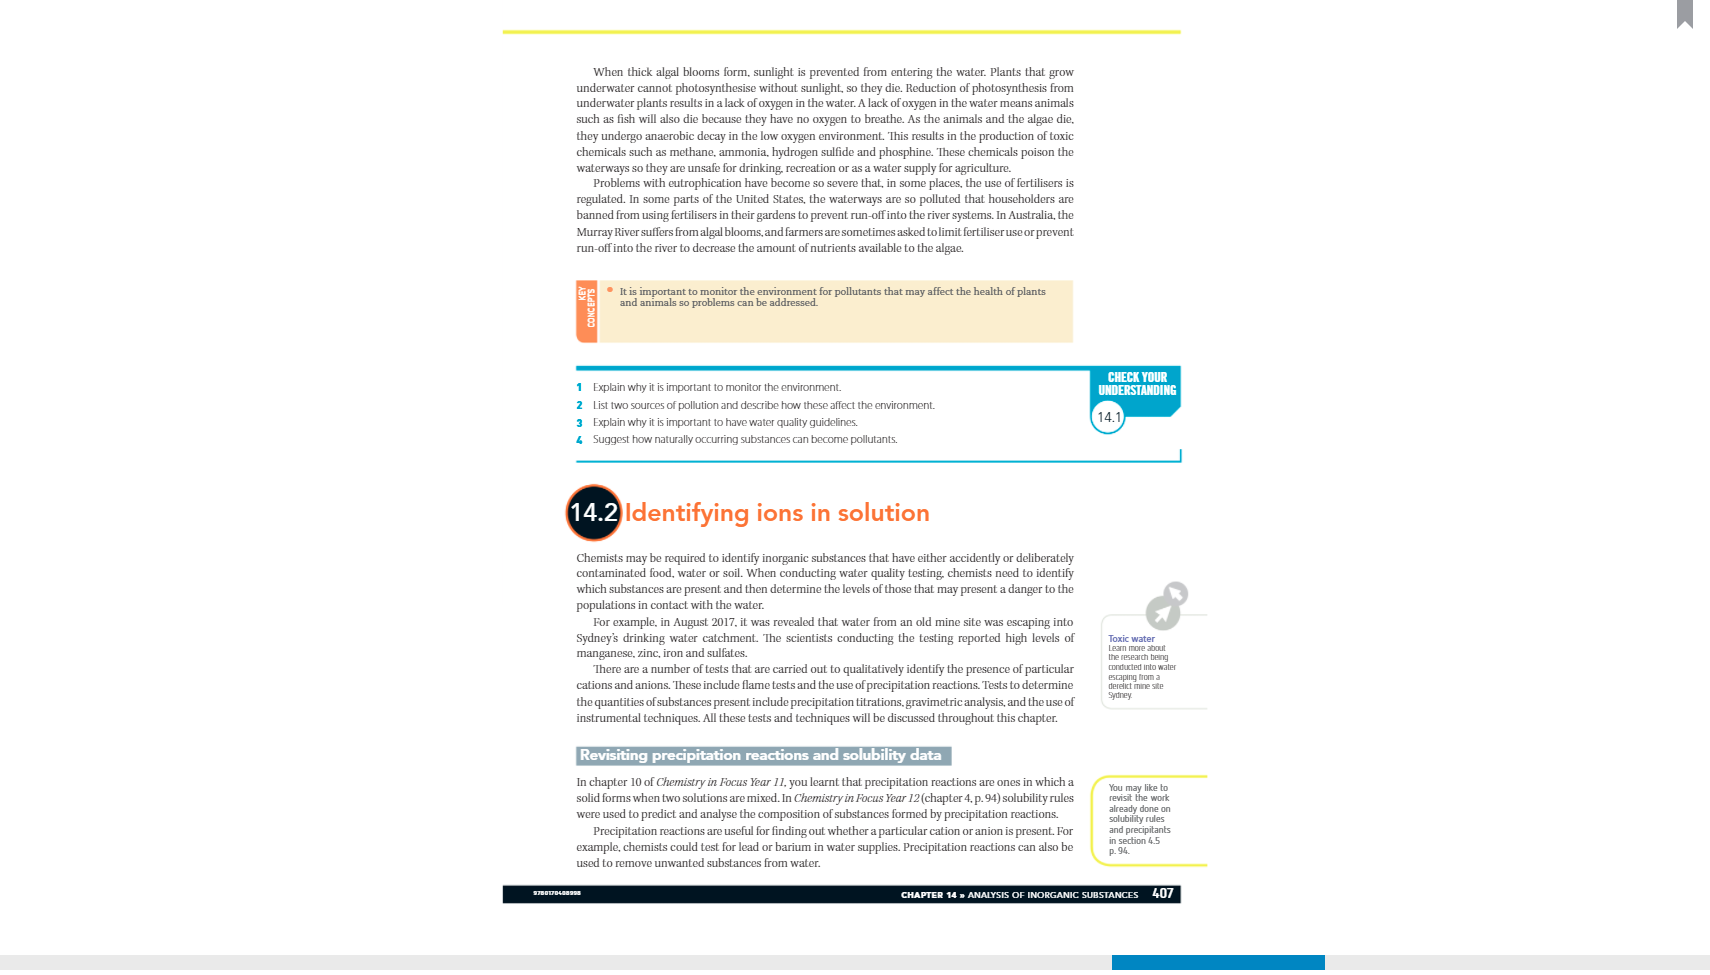 When thick algal blooms form, sunlight is prevented from entering the water. Plants that grow
underwater cannot photosynthesise without sunlight, so they die. Reduction of photosynthesis from
underwater plants results in a lack of oxygen in the water. A lack of oxygen in the water means animals
such as fish will also die because they have no oxygen to breathe. As the animals and the algae die,
they undergo anaerobic decay in the low oxygen environment. This results in the production of toxic
chemicals such as methane, ammonia, hydrogen sulfide and phosphine. These chemicals poison the
waterways so they are unsafe for drinking, recreation or as a water supply for agriculture.
Problems with eutrophication have become so severe that, in some places, the use of fertilisers is
regulated. In some parts of the United States, the waterways are so polluted that householders are
banned from using fertilisers in their gardens to prevent run-off into the river systems. In Australia, the
Murray River suffers from algal blooms, and farmers are sometimes asked to limit fertiliser use or prevent
run-off into the river to decrease the amount of nutrients available to the algae.
KEY
CONCEPTS
• It is important to monitor the environment for pollutants that may affect the health of plants
and animals so problems can be addressed.
CHECK YOUR
UNDERSTANDING
14.1
1 Explain why it is important to monitor the environment.
2 List two sources of pollution and describe how these affect the environment.
3 Explain why it is important to have water quality guidelines.
4 Suggest how naturally occurring substances can become pollutants.
14.2 Identifying ions in solution
Chemists may be required to identify inorganic substances that have either accidently or deliberately
contaminated food, water or soil. When conducting water quality testing, chemists need to identify
which substances are present and then determine the levels of those that may present a danger to the
populations in contact with the water.
For example, in August 2017, it was revealed that water from an old mine site was escaping into
Sydney's drinking water catchment. The scientists conducting the testing reported high levels of
manganese, zinc, iron and sulfates.
There are a number of tests that are carried out to qualitatively identify the presence of particular
cations and anions. These include flame tests and the use of precipitation reactions. Tests to determine
the quantities of substances present include precipitation titrations, gravimetric analysis, and the use of
instrumental techniques. All these tests and techniques will be discussed throughout this chapter.
Toxic water
Learn more about
the research being
conducted into water
escaping from a
derelict mine site
Sydney.
Revisiting precipitation reactions and solubility data
In chapter 10 of Chemistry in Focus Year 11, you learnt that precipitation reactions are ones in which a
solid forms when two solutions are mixed. In Chemistry in Focus Year 12 (chapter 4, p. 94) solubility rules
were used to predict and analyse the composition of substances formed by precipitation reactions.
Precipitation reactions are useful for finding out whether a particular cation or anion is present. For
example, chemists could test for lead or barium in water supplies. Precipitation reactions can also be
used to remove unwanted substances from water.
You may like to
revisit the work
already done on
solubility rules
and precipitants
in section 4.5
p. 94.
9780170408998
CHAPTER 14 » ANALYSIS OF INORGANIC SUBSTANCES 407